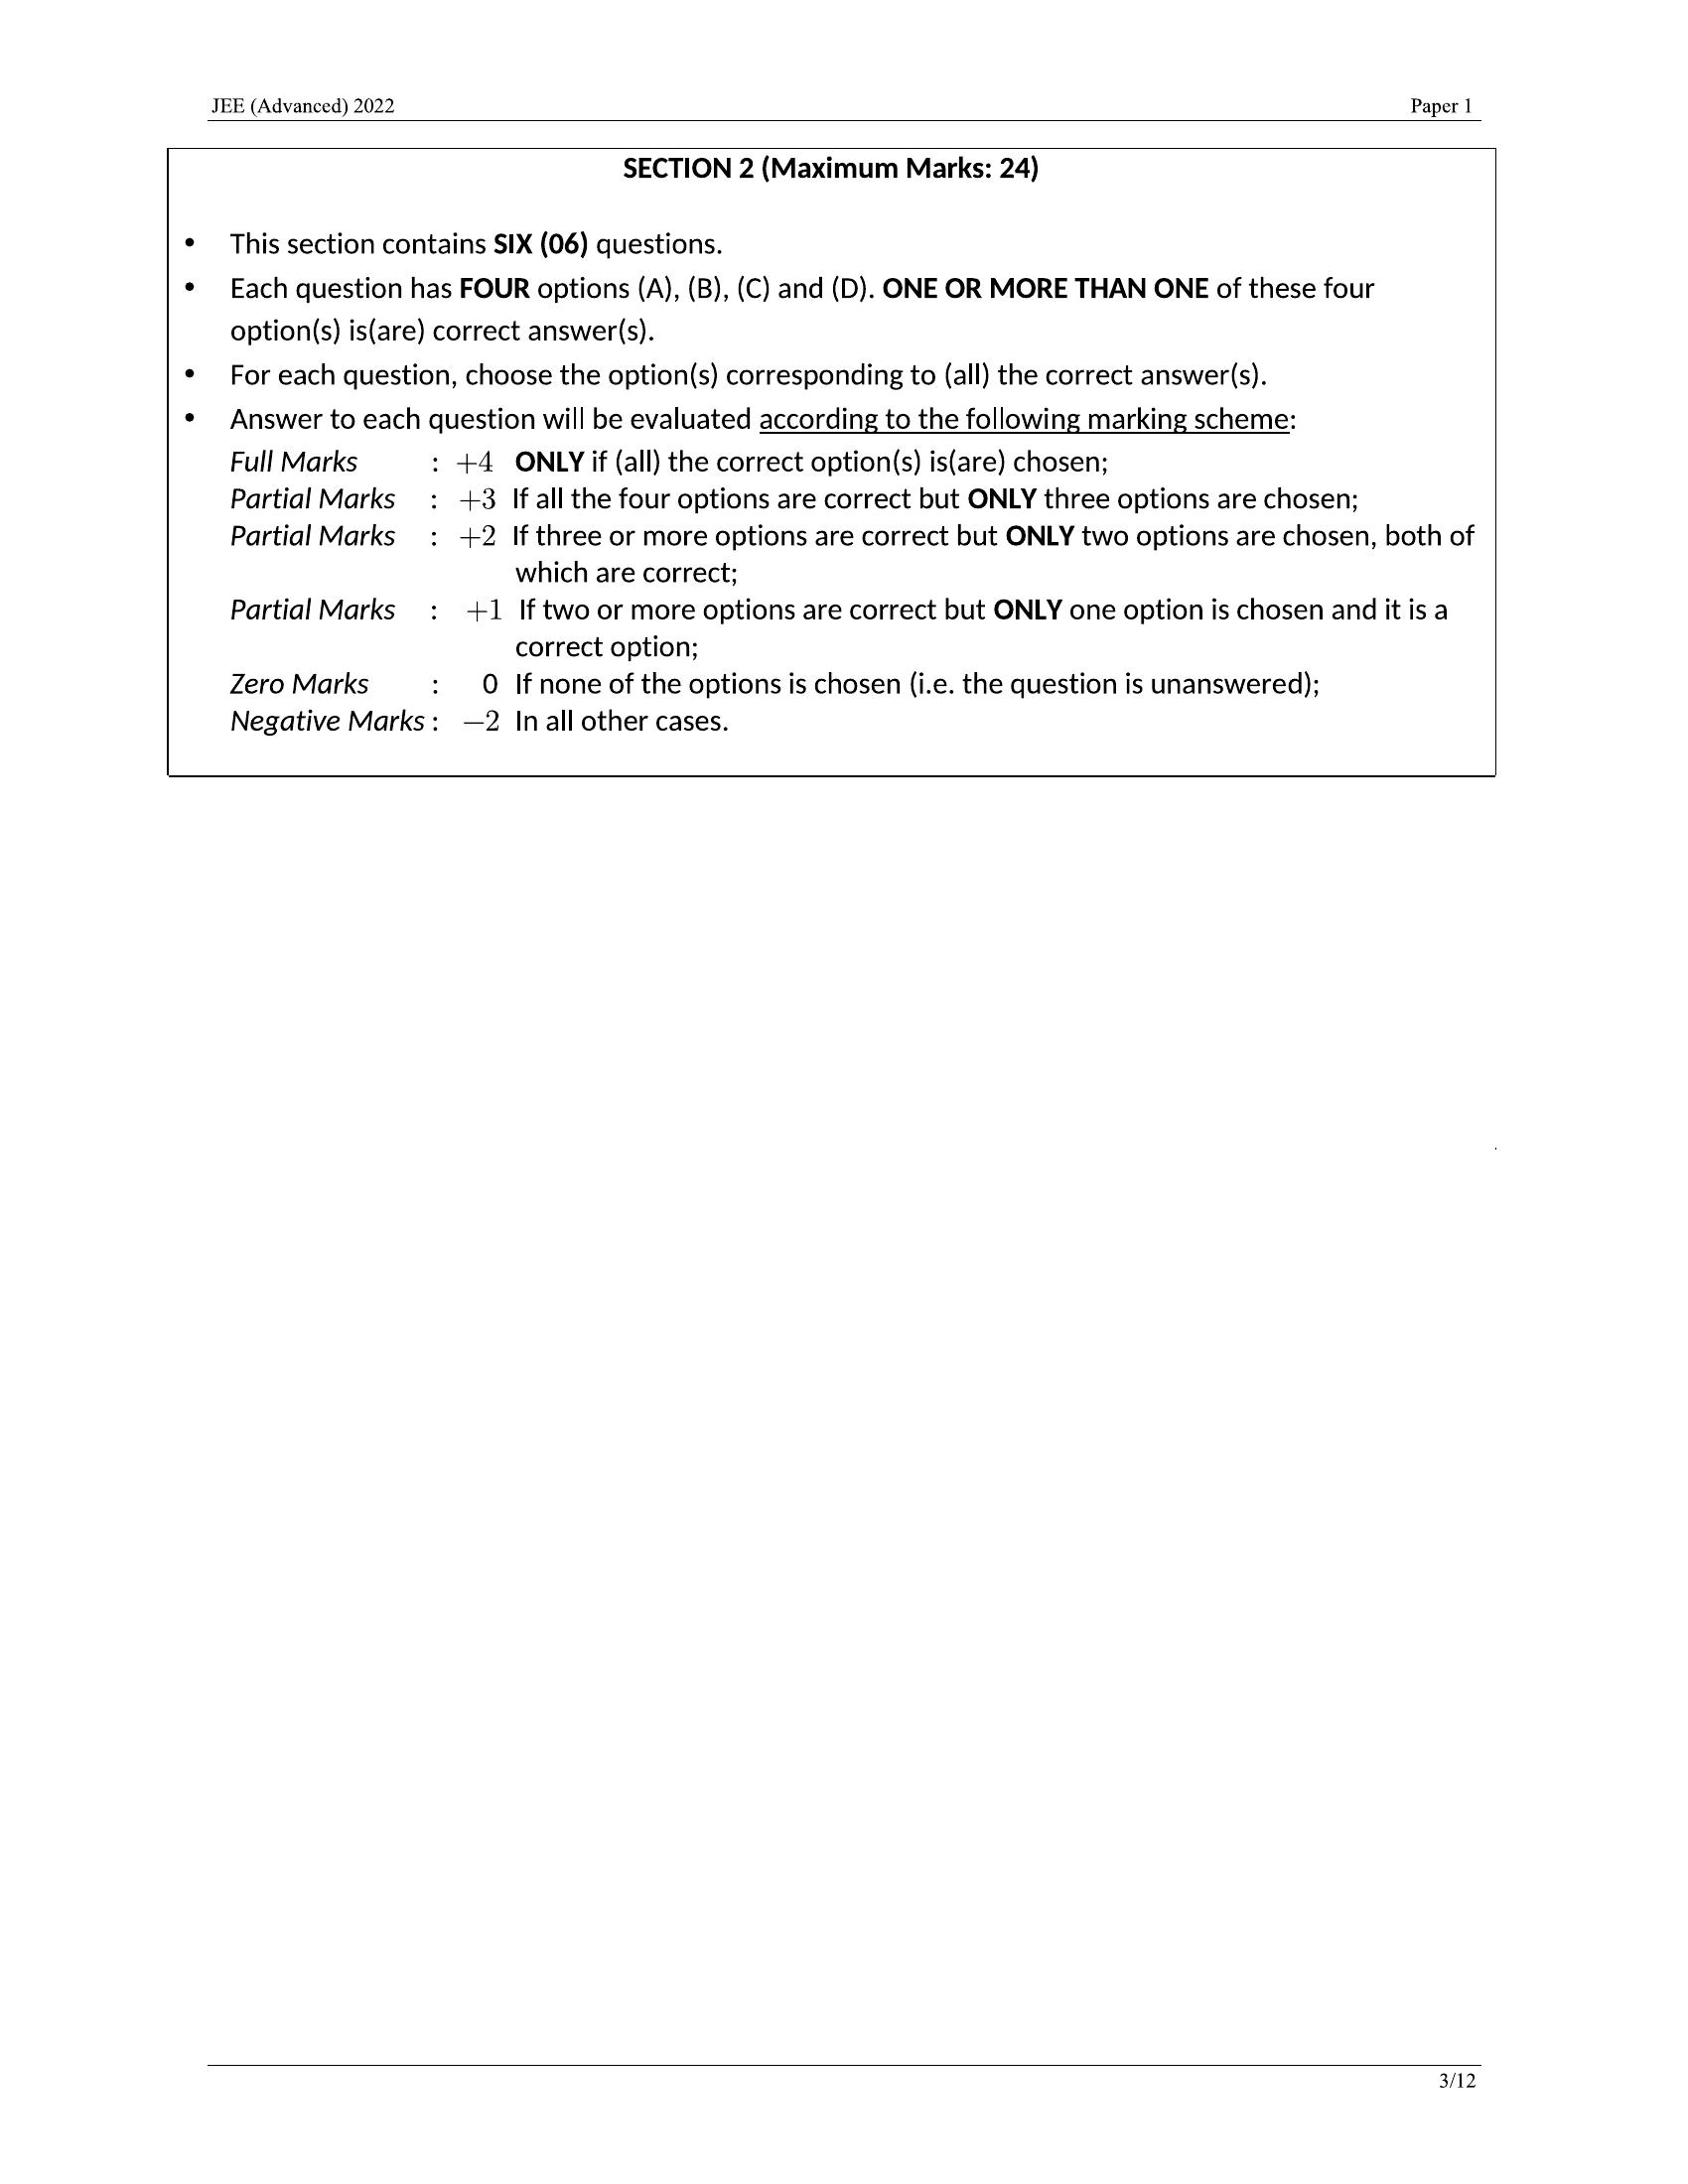 JEE (Advanced) 2022 Paper 1
SECTION 2 (Maximum Marks: 24)
• This section contains SIX (06) questions.
• Each question has FOUR options (A), (B), (C) and (D). ONE OR MORE THAN ONE of these four
option(s) is(are) correct answer(s).
• For each question, choose the option(s) corresponding to (all) the correct answer(s).
• Answer to each question will be evaluated according to the following marking scheme:
Full Marks : +4 ONLY if (all) the correct option(s) is(are) chosen;
Partial Marks : +3 If all the four options are correct but ONLY three options are chosen;
Partial Marks : +2 If three or more options are correct but ONLY two options are chosen, both of
which are correct;
Partial Marks : +1 If two or more options are correct but ONLY one option is chosen and it is a
correct option;
Zero Marks : 0 If none of the options is chosen (i.e. the question is unanswered);
Negative Marks : −2 In all other cases.
3/12